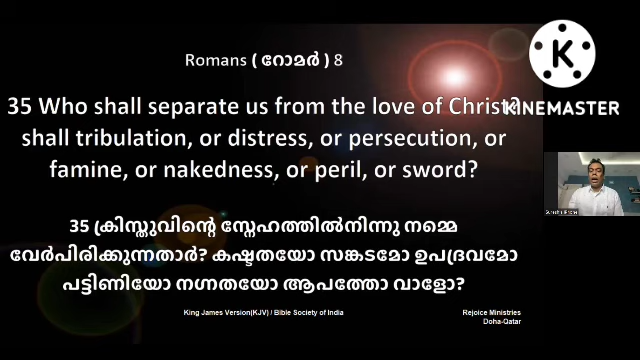 Romans ( റോമർ ) 8
35 Who shall separate us from the love of Christ?
shall tribulation, or distress, or persecution, or
famine, or nakedness, or peril, or sword?
35 ക്രിസ്തുവിന്റെ സ്നേഹത്തിൽനിന്നു നമ്മെ
വേർപിരിക്കുന്നതാർ? കഷ്ടതയോ സങ്കടമോ ഉപദ്രവമോ
പട്ടിണിയോ നഗ്നതയോ ആപത്തോ വാളോ?
King James Version(KJV) / Bible Society of India
Rejoice Ministries
Doha-Qatar
K
KINEMASTER